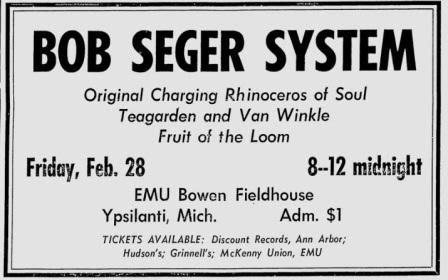 BOB SEGER SYSTEM
Original Charging Rhinoceros of Soul
Teagarden and Van Winkle
Fruit of the Loom
Friday, Feb. 28 8--12 midnight
EMU Bowen Fieldhouse
Ypsilanti, Mich. Adm. $1
TICKETS AVAILABLE: Discount Records, Ann Arbor;
Hudson's; Grinnell's; McKenny Union, EMU